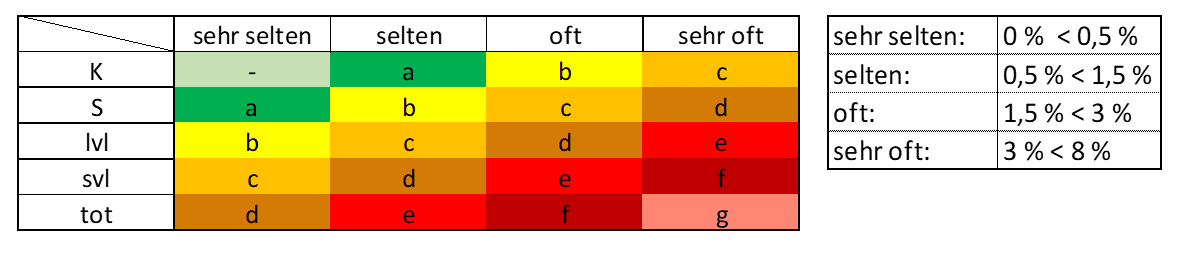 sehr selten selten oft sehr oft
K - a b c
S a b c d
lvl b c d e
svl c d e f
tot d e f g
sehr selten: 0 % < 0,5 %
selten: 0,5 % < 1,5 %
oft: 1,5 % < 3 %
sehr oft: 3 % < 8 %